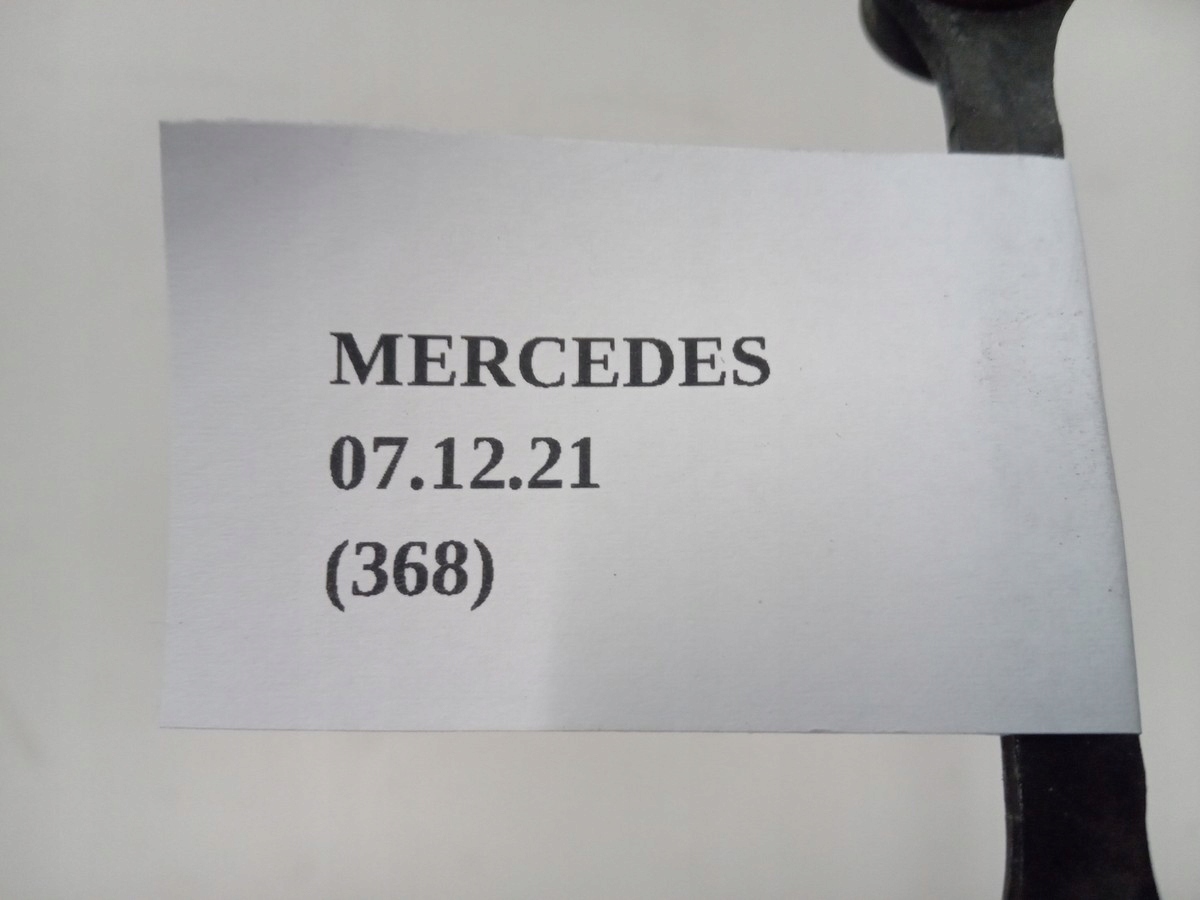 MERCEDES
07.12.21
(368)